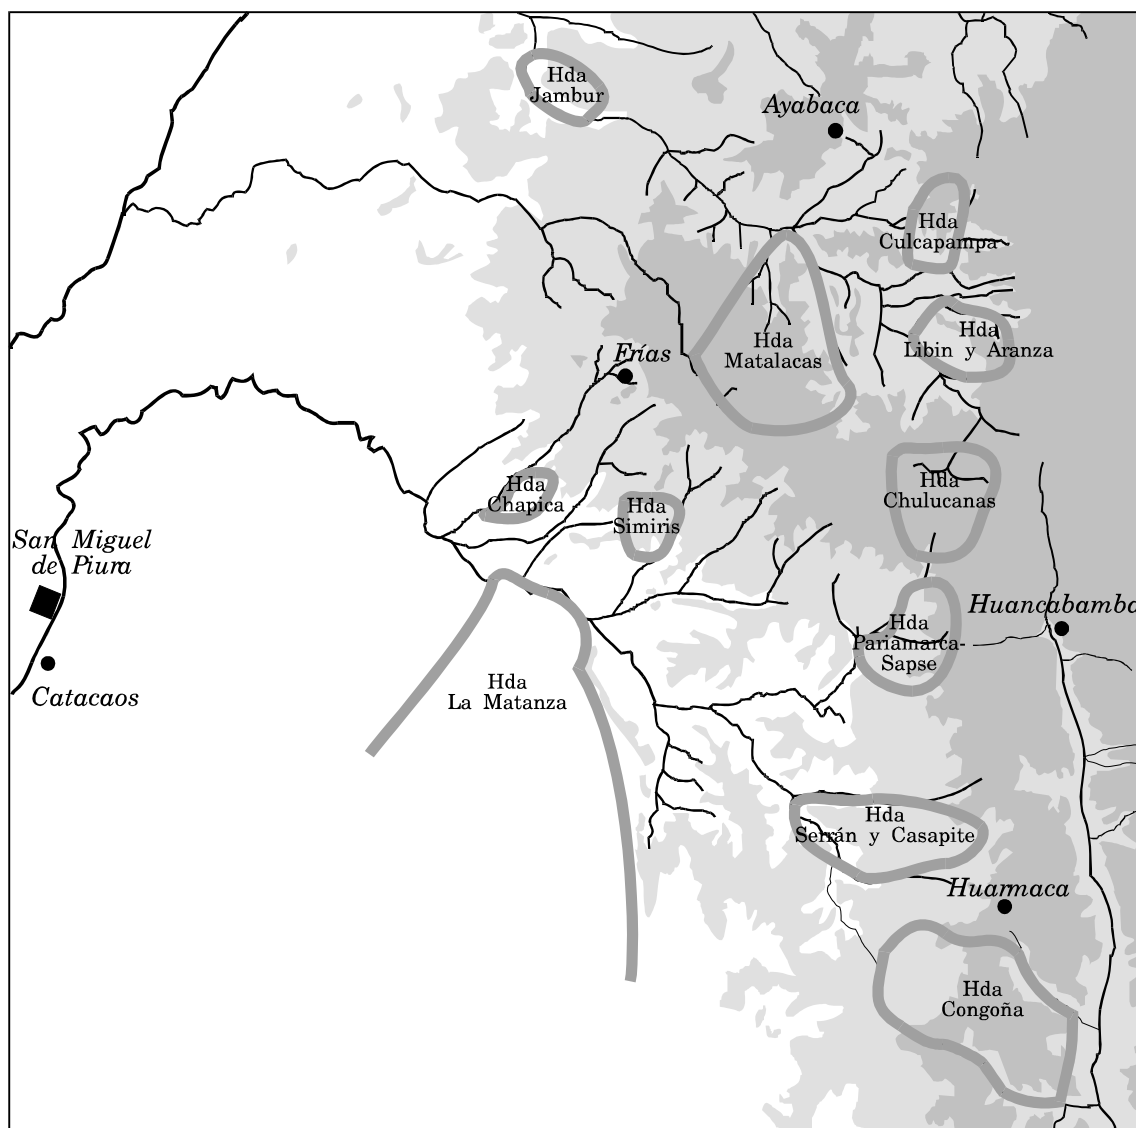 Hda
Jambur
Ayabaca
Hda
Culcapampa
Hda
Libin y Aranza
Hda
Matalacas
Frías
Hda
Chapica
Hda
Simiris
Hda
Chulucanas
San Miguel
de Piura
Catacaos
Huancabamba
Hda
Pariamarca-
Sapse
Hda
La Matanza
Hda
Serrán y Casapite
Huarmaca
Hda
Congoña